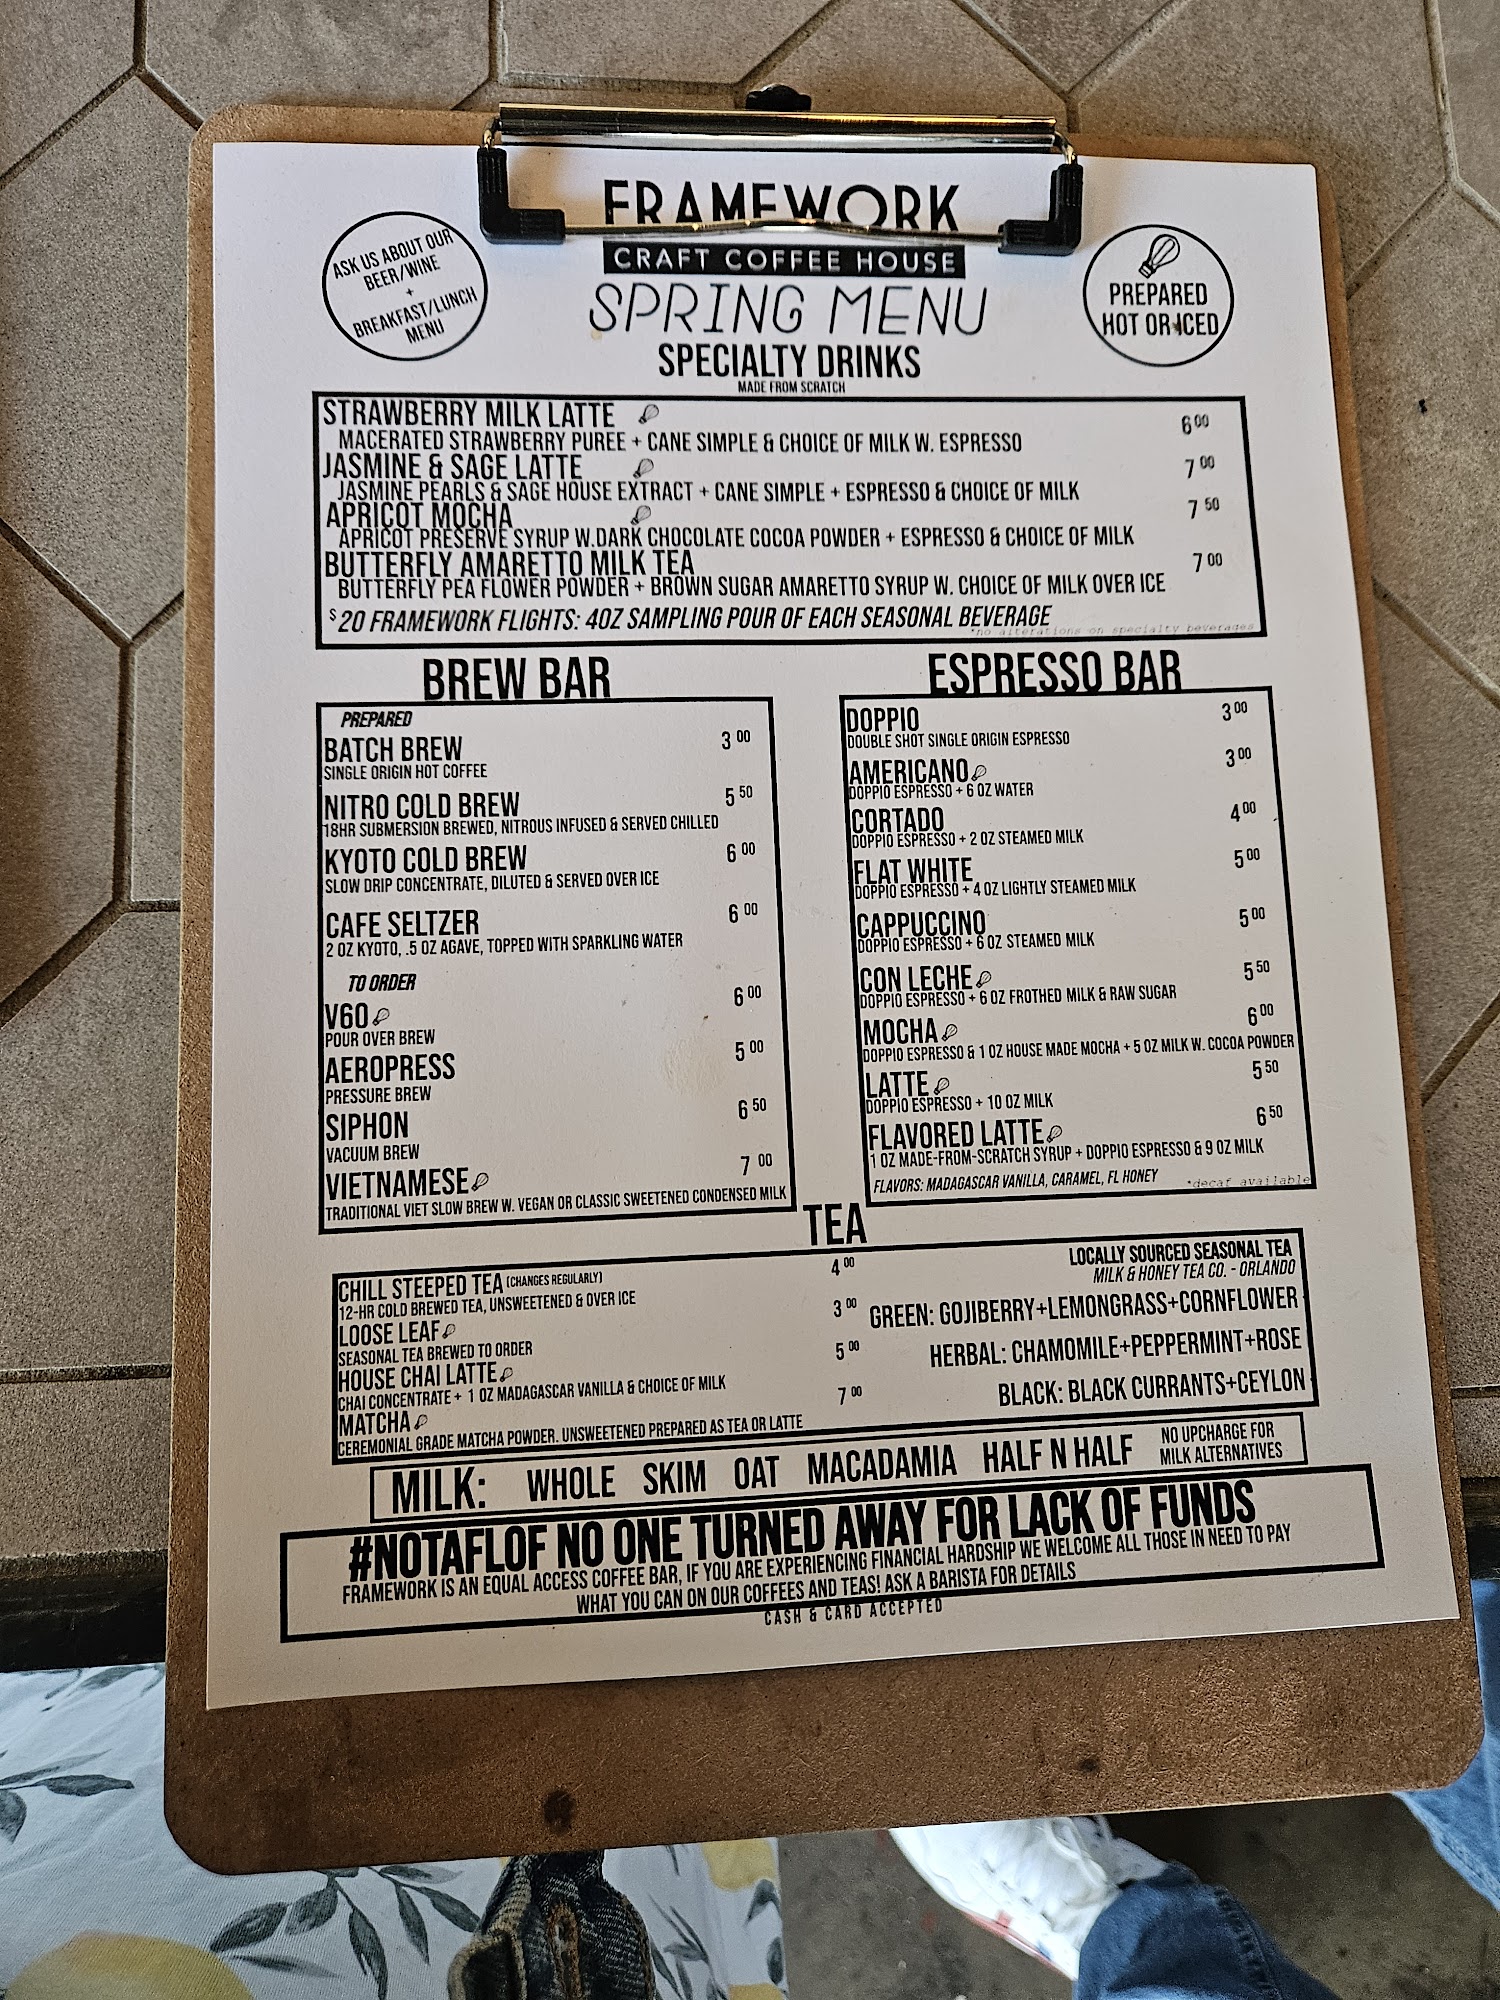 FRAMEWORK
CRAFT COFFEE HOUSE
SPRING MENU
ASK US ABOUT OUR
BEER/WINE
+
BREAKFAST/LUNCH
MENU
PREPARED
HOT OR ICED
SPECIALTY DRINKS
MADE FROM SCRATCH
STRAWBERRY MILK LATTE 6 00
MACERATED STRAWBERRY PUREE + CANE SIMPLE & CHOICE OF MILK W. ESPRESSO
JASMINE & SAGE LATTE 7 00
JASMINE PEARLS & SAGE HOUSE EXTRACT + CANE SIMPLE + ESPRESSO & CHOICE OF MILK
APRICOT MOCHA 7 50
APRICOT PRESERVE SYRUP W.DARK CHOCOLATE COCOA POWDER + ESPRESSO & CHOICE OF MILK
BUTTERFLY AMARETTO MILK TEA 7 00
BUTTERFLY PEA FLOWER POWDER + BROWN SUGAR AMARETTO SYRUP W. CHOICE OF MILK OVER ICE
$20 FRAMEWORK FLIGHTS: 4OZ SAMPLING POUR OF EACH SEASONAL BEVERAGE
*no alterations on specialty beverages
BREW BAR
PREPARED
BATCH BREW 3 00
SINGLE ORIGIN HOT COFFEE
NITRO COLD BREW 5 50
18HR SUBMERSION BREWED, NITROUS INFUSED & SERVED CHILLED
KYOTO COLD BREW 6 00
SLOW DRIP CONCENTRATE, DILUTED & SERVED OVER ICE
CAFE SELTZER 6 00
2 OZ KYOTO, .5 OZ AGAVE, TOPPED WITH SPARKLING WATER
TO ORDER
V60 6 00
POUR OVER BREW
AEROPRESS 5 00
PRESSURE BREW
SIPHON 6 50
VACUUM BREW
VIETNAMESE 7 00
TRADITIONAL VIET SLOW BREW W. VEGAN OR CLASSIC SWEETENED CONDENSED MILK
ESPRESSO BAR
DOPPIO 3 00
DOUBLE SHOT SINGLE ORIGIN ESPRESSO
AMERICANO 3 00
DOPPIO ESPRESSO + 6 OZ WATER
CORTADO 4 00
DOPPIO ESPRESSO + 2 OZ STEAMED MILK
FLAT WHITE 5 00
DOPPIO ESPRESSO + 4 OZ LIGHTLY STEAMED MILK
CAPPUCCINO 5 00
DOPPIO ESPRESSO + 6 OZ STEAMED MILK
CON LECHE 5 50
DOPPIO ESPRESSO + 6 OZ FROTHED MILK & RAW SUGAR
MOCHA 6 00
DOPPIO ESPRESSO & 1 OZ HOUSE MADE MOCHA + 5 OZ MILK W. COCOA POWDER
LATTE 5 50
DOPPIO ESPRESSO + 10 OZ MILK
FLAVORED LATTE 6 50
1 OZ MADE-FROM-SCRATCH SYRUP + DOPPIO ESPRESSO & 9 OZ MILK
FLAVORS: MADAGASCAR VANILLA, CARAMEL, FL HONEY
*decaf available
TEA
CHILL STEEPED TEA (CHANGES REGULARLY) 4 00
12-HR COLD BREWED TEA, UNSWEETENED & OVER ICE
LOOSE LEAF 3 00
SEASONAL TEA BREWED TO ORDER
HOUSE CHAI LATTE 5 00
CHAI CONCENTRATE + 1 OZ MADAGASCAR VANILLA & CHOICE OF MILK
MATCHA 7 00
CEREMONIAL GRADE MATCHA POWDER. UNSWEETENED PREPARED AS TEA OR LATTE
LOCALLY SOURCED SEASONAL TEA
MILK & HONEY TEA CO. - ORLANDO
GREEN: GOJIBERRY+LEMONGRASS+CORNFLOWER
HERBAL: CHAMOMILE+PEPPERMINT+ROSE
BLACK: BLACK CURRANTS+CEYLON
MILK: WHOLE SKIM OAT MACADAMIA HALF N HALF
NO UPCHARGE FOR
MILK ALTERNATIVES
#NOTAFLOF NO ONE TURNED AWAY FOR LACK OF FUNDS
FRAMEWORK IS AN EQUAL ACCESS COFFEE BAR, IF YOU ARE EXPERIENCING FINANCIAL HARDSHIP WE WELCOME ALL THOSE IN NEED TO PAY
WHAT YOU CAN ON OUR COFFEES AND TEAS! ASK A BARISTA FOR DETAILS
CASH & CARD ACCEPTED